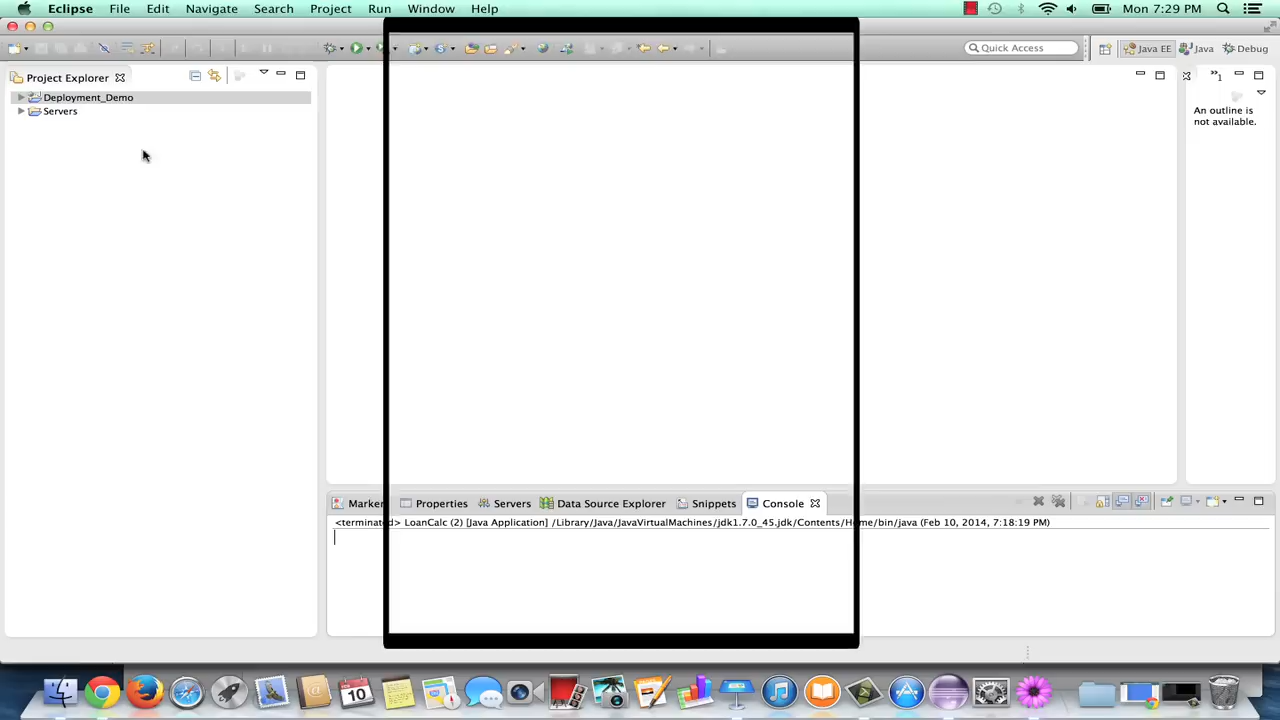 Eclipse File Edit Navigate Search Project Run Window Help Mon 7:29 PM
Quick Access Java EE Java Debug
Project Explorer
Deployment_Demo
Servers
1
An outline is
not available.
Marker Properties Servers Data Source Explorer Snippets Console
<terminated> LoanCalc (2) [Java Application] /Library/Java/JavaVirtualMachines/jdk1.7.0_45.jdk/Contents/Home/bin/java (Feb 10, 2014, 7:18:19 PM)
10